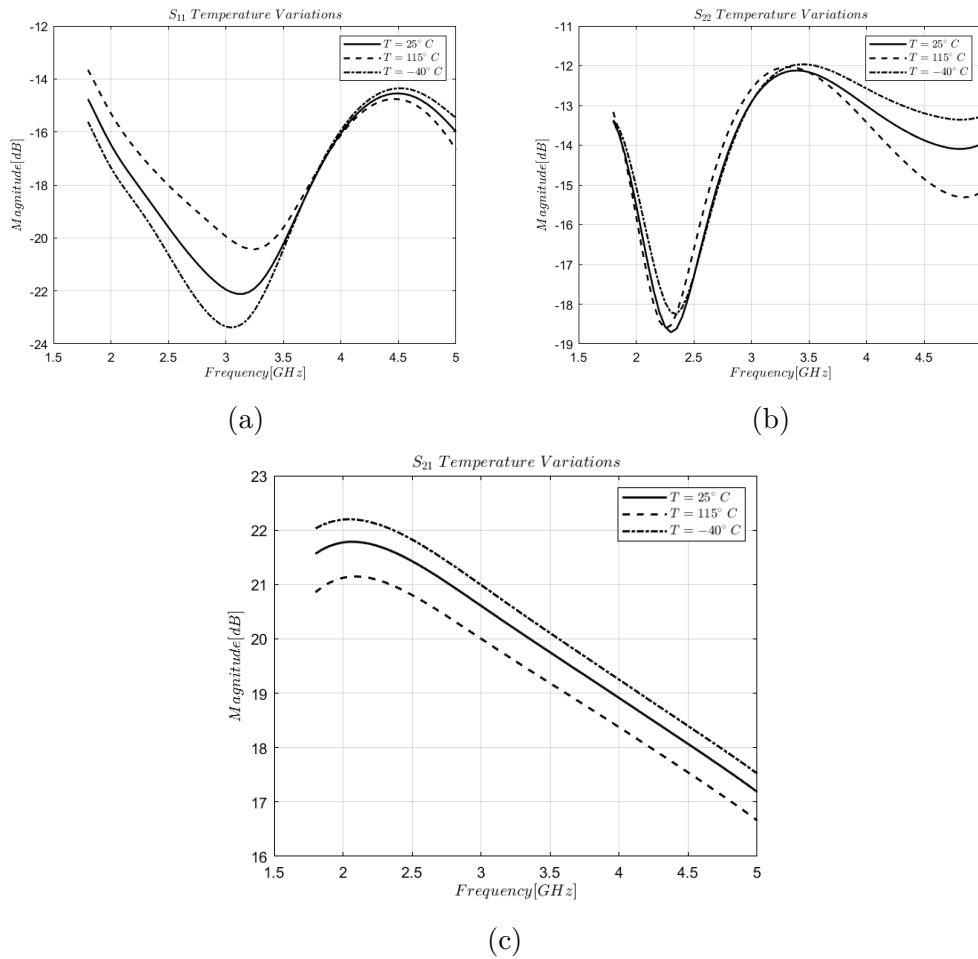 S₁₁ Temperature Variations
-12
-14
-16
-18
-20
-22
-24
Magnitude[dB]
T = 25° C
T = 115° C
T = −40° C
1.5 2 2.5 3 3.5 4 4.5 5
Frequency[GHz]
(a)
S₂₂ Temperature Variations
-11
-12
-13
-14
-15
-16
-17
-18
-19
Magnitude[dB]
T = 25° C
T = 115° C
T = −40° C
1.5 2 2.5 3 3.5 4 4.5 5
Frequency[GHz]
(b)
S₂₁ Temperature Variations
23
22
21
20
19
18
17
16
Magnitude[dB]
T = 25° C
T = 115° C
T = −40° C
1.5 2 2.5 3 3.5 4 4.5 5
Frequency[GHz]
(c)